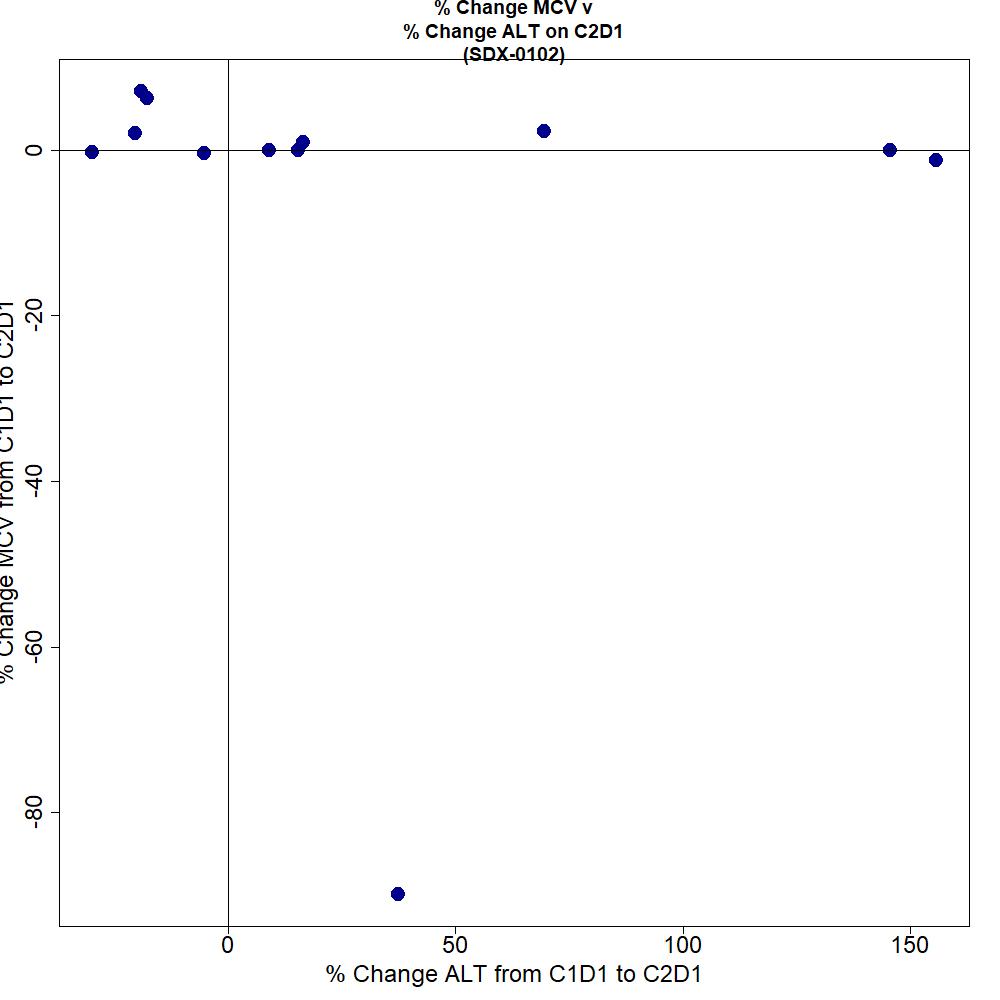 % Change MCV v
% Change ALT on C2D1
(SDX-0102)
% Change MCV from C1D1 to C2D1
0
-20
-40
-60
-80
0 50 100 150
% Change ALT from C1D1 to C2D1